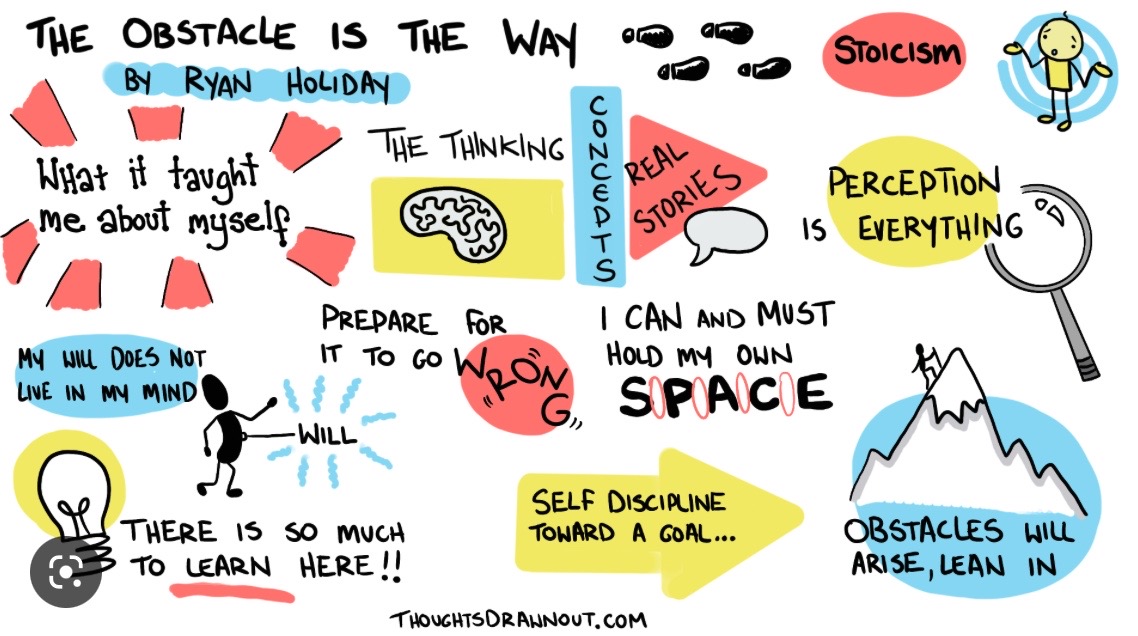 THE OBSTACLE IS THE WAY
BY RYAN HOLIDAY
STOICISM
What it taught
me about myself
THE THINKING
CONCEPTS
REAL
STORIES
PERCEPTION
IS EVERYTHING
MY WILL DOES NOT
LIVE IN MY MIND
WILL
PREPARE FOR
IT TO GO WRONG
I CAN AND MUST
HOLD MY OWN
SPACE
THERE IS SO MUCH
TO LEARN HERE!!
SELF DISCIPLINE
TOWARD A GOAL...
OBSTACLES WILL
ARISE, LEAN IN
THOUGHTSDRAWNOUT.COM